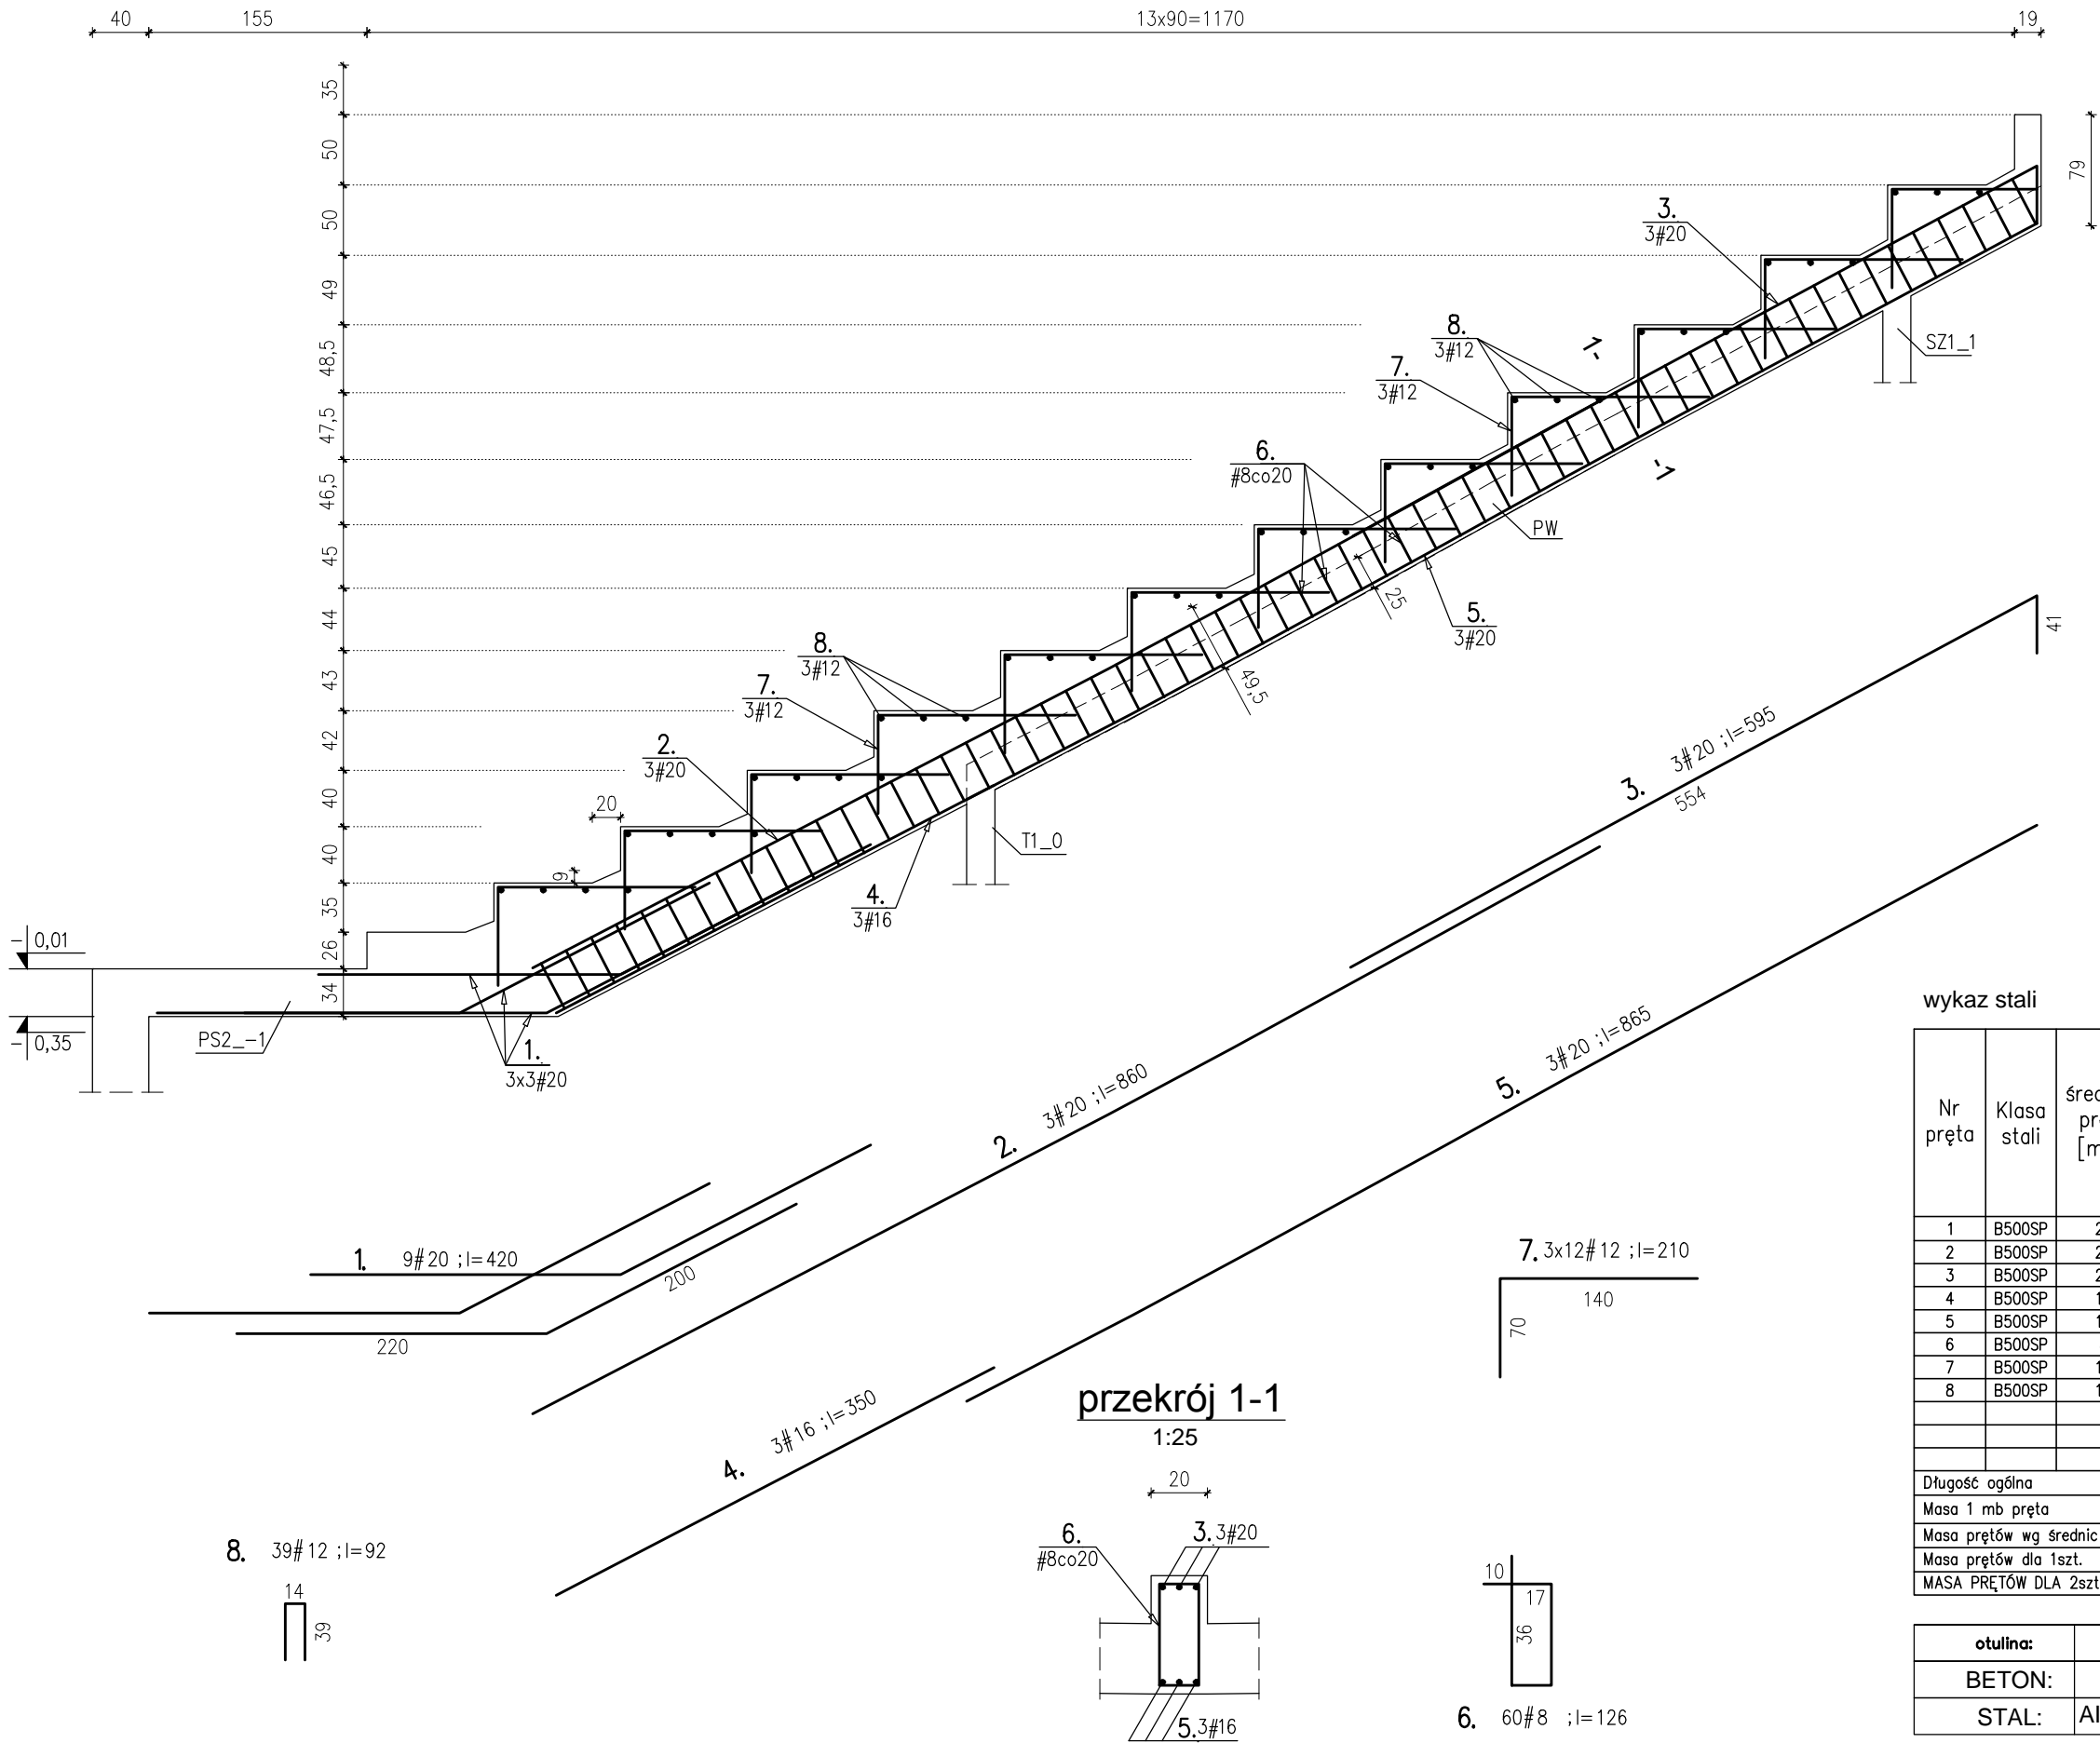 40 155 13x90=1170 19
35
50
50
49
48,5
47,5
46,5
45
44
43
42
40
40
35
26
34
79
3.
3#20
8.
3#12
7.
3#12
1-
-1
SZ1_1
6.
#8co20
PW
25
5.
3#20
49,5
8.
3#12
7.
3#12
2.
3#20
20
9
T1_0
4.
3#16
- 0,01
- 0,35
PS2_-1
1.
3x3#20
41
3. 3#20 ;l=595
554
2. 3#20 ;l=860
5. 3#20 ;l=865
1. 9#20 ;l=420
200
220
4. 3#16 ;l=350
7. 3x12#12 ;l=210
140
70
8. 39#12 ;l=92
14
39
przekrój 1-1
1:25
20
6.
#8co20
3. 3#20
5. 3#16
10
17
36
6. 60#8 ;l=126
wykaz stali
Nr
pręta
Klasa
stali
1 B500SP
2 B500SP
3 B500SP
4 B500SP
5 B500SP
6 B500SP
7 B500SP
8 B500SP
Długość ogólna
Masa 1 mb pręta
Masa prętów wg średnic
Masa prętów dla 1szt.
MASA PRĘTÓW DLA 2szt
otulina:
BETON:
STAL: